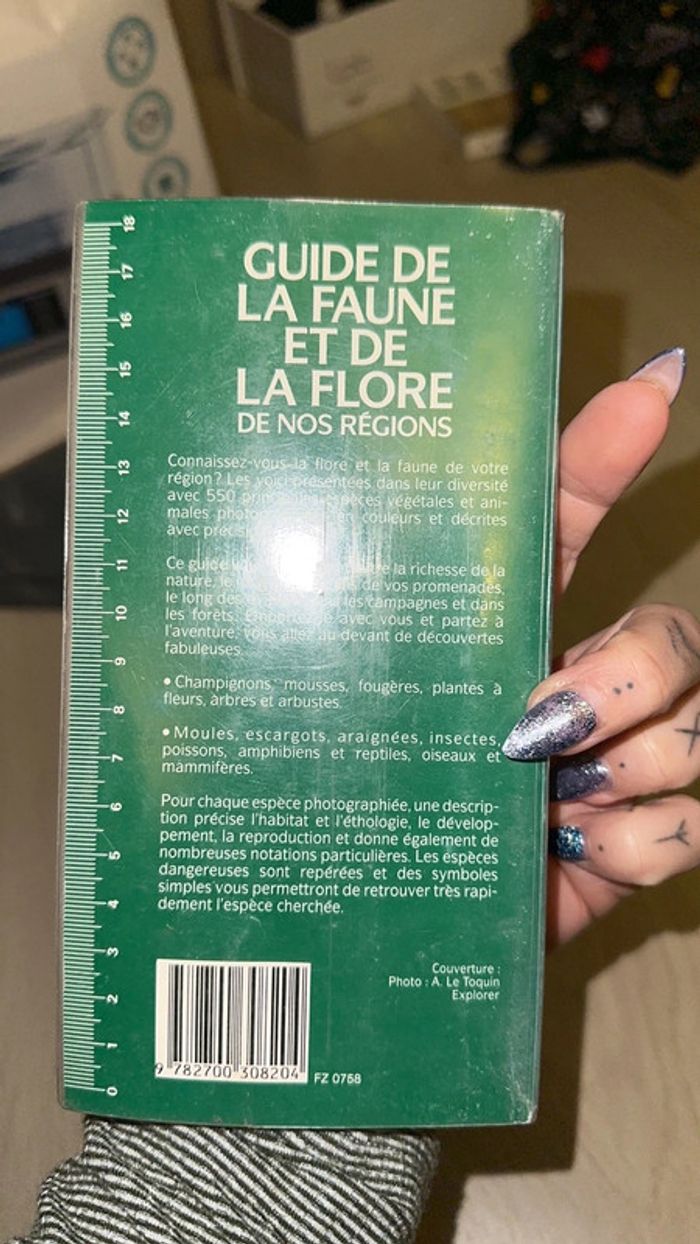 GUIDE DE
LA FAUNE
ET DE
LA FLORE
DE NOS RÉGIONS
Connaissez-vous la flore et la faune de votre
région? Les voici présentées dans leur diversité
avec 550 principales espèces végétales et ani-
males en couleurs et décrites
avec
Ce guide la richesse de la
nature, le de vos promenades,
le long des les campagnes et dans
les forêts. avec vous et partez à
l'aventure, vous allez au devant de découvertes
fabuleuses.
• Champignons, mousses, fougères, plantes à
fleurs, arbres et arbustes.
• Moules, escargots, araignées, insectes,
poissons, amphibiens et reptiles, oiseaux et
mammifères.
Pour chaque espèce photographiée, une descrip-
tion précise l'habitat et l'éthologie, le dévelop-
pement, la reproduction et donne également de
nombreuses notations particulières. Les espèces
dangereuses sont repérées et des symboles
simples vous permettront de retrouver très rapi-
dement l'espèce cherchée.
Couverture :
Photo : A. Le Toquin
Explorer
9 782700 308204
FZ 0758
18
17
16
15
14
13
12
11
10
9
8
7
6
5
4
3
2
1
0